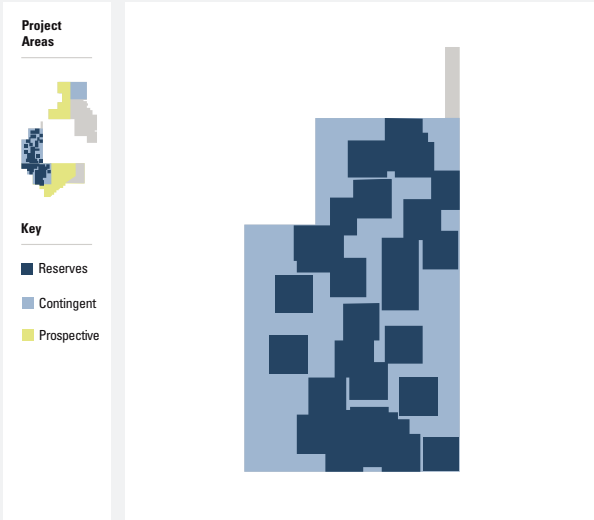 Project
Areas
Key
Reserves
Contingent
Prospective